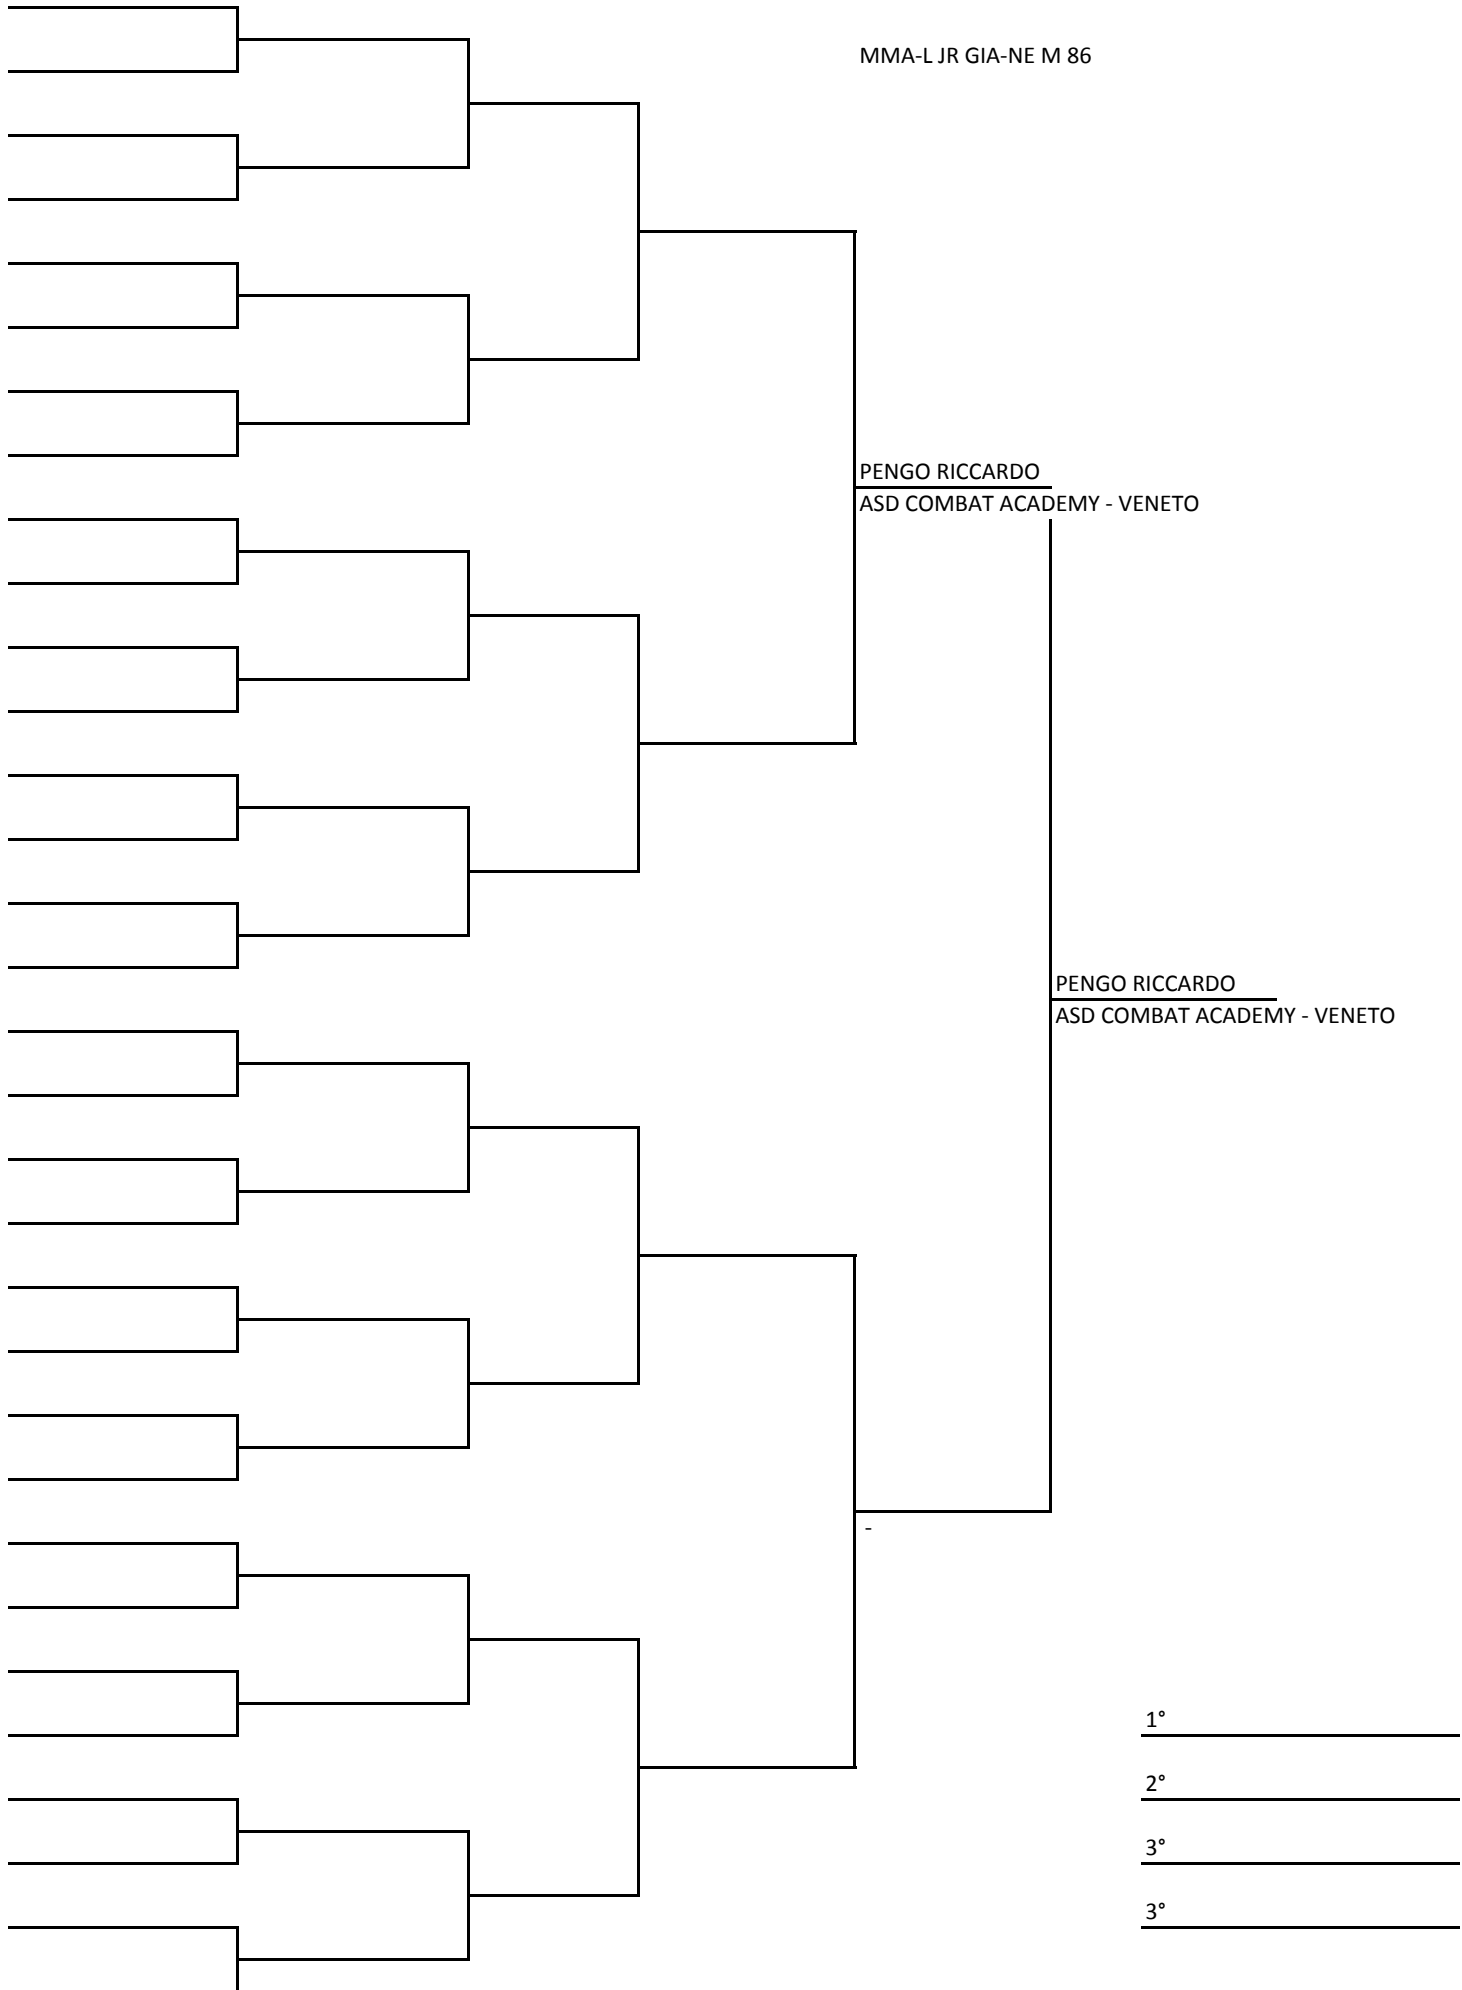 MMA-L JR GIA-NE M 86
PENGO RICCARDO
ASD COMBAT ACADEMY - VENETO
PENGO RICCARDO
ASD COMBAT ACADEMY - VENETO
-
1°
2°
3°
3°